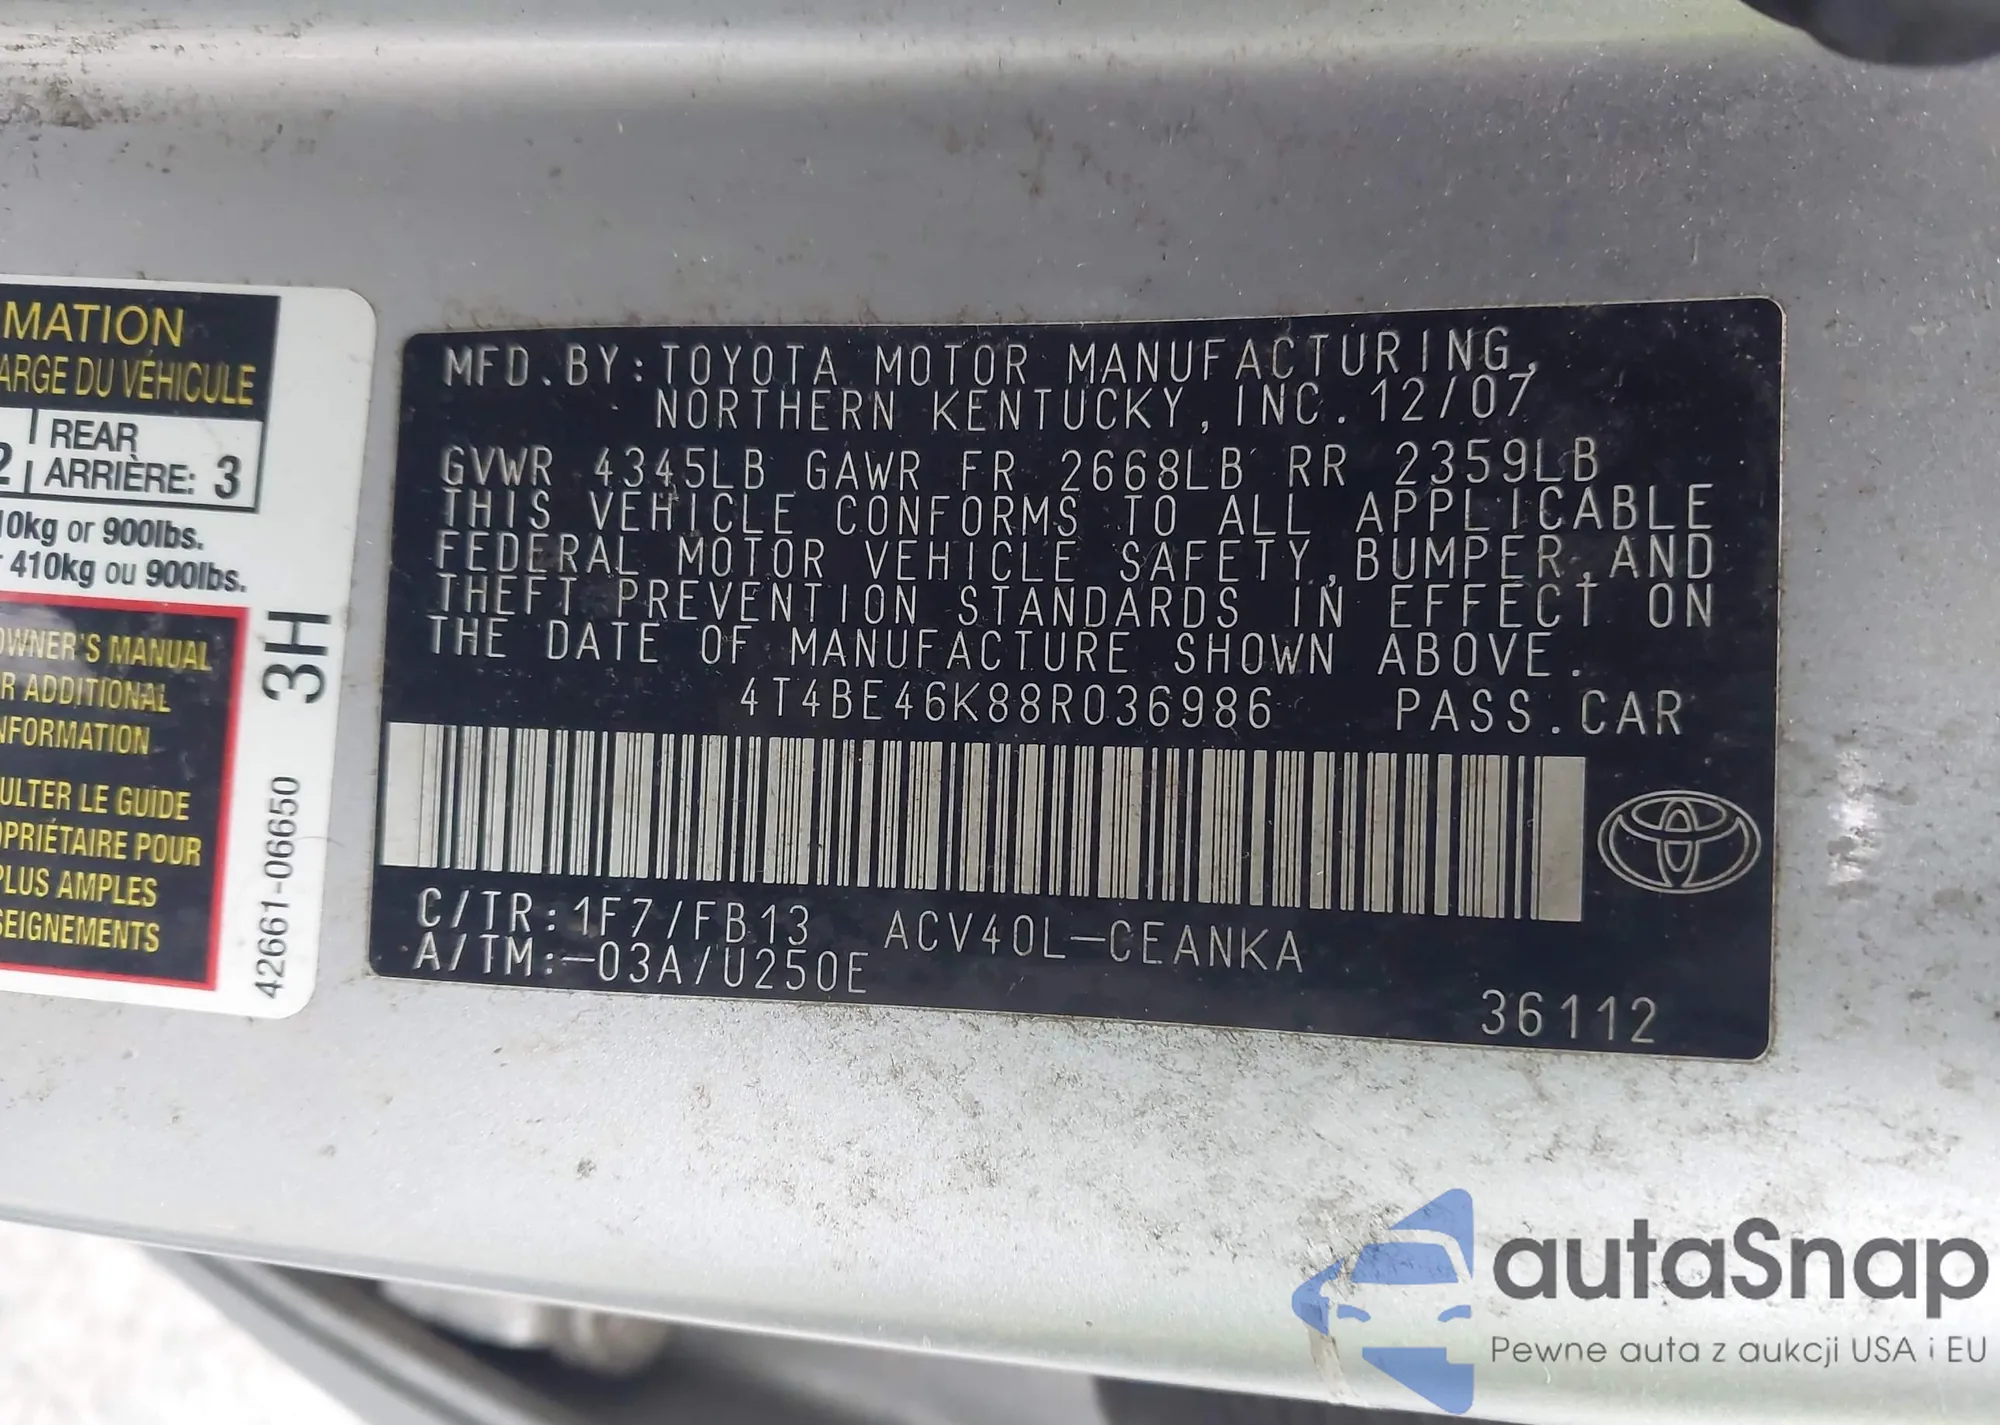 MATION
ARGE DU VÉHICULE
2 REAR
ARRIÈRE: 3
10kg or 900lbs.
r 410kg ou 900lbs.
OWNER'S MANUAL
R ADDITIONAL
NFORMATION
ULTER LE GUIDE
OPRIÉTAIRE POUR
PLUS AMPLES
SEIGNEMENTS
42661-06650 3H
MFD.BY:TOYOTA MOTOR MANUFACTURING,
NORTHERN KENTUCKY,INC.12/07
GVWR 4345LB GAWR FR 2668LB RR 2359LB
THIS VEHICLE CONFORMS TO ALL APPLICABLE
FEDERAL MOTOR VEHICLE SAFETY,BUMPER,AND
THEFT PREVENTION STANDARDS IN EFFECT ON
THE DATE OF MANUFACTURE SHOWN ABOVE.
4T4BE46K88R036986 PASS.CAR
C/TR:1F7/FB13 ACV40L-CEANKA
A/TM:-03A/U250E
36112
autaSnap
Pewne auta z aukcji USA i EU